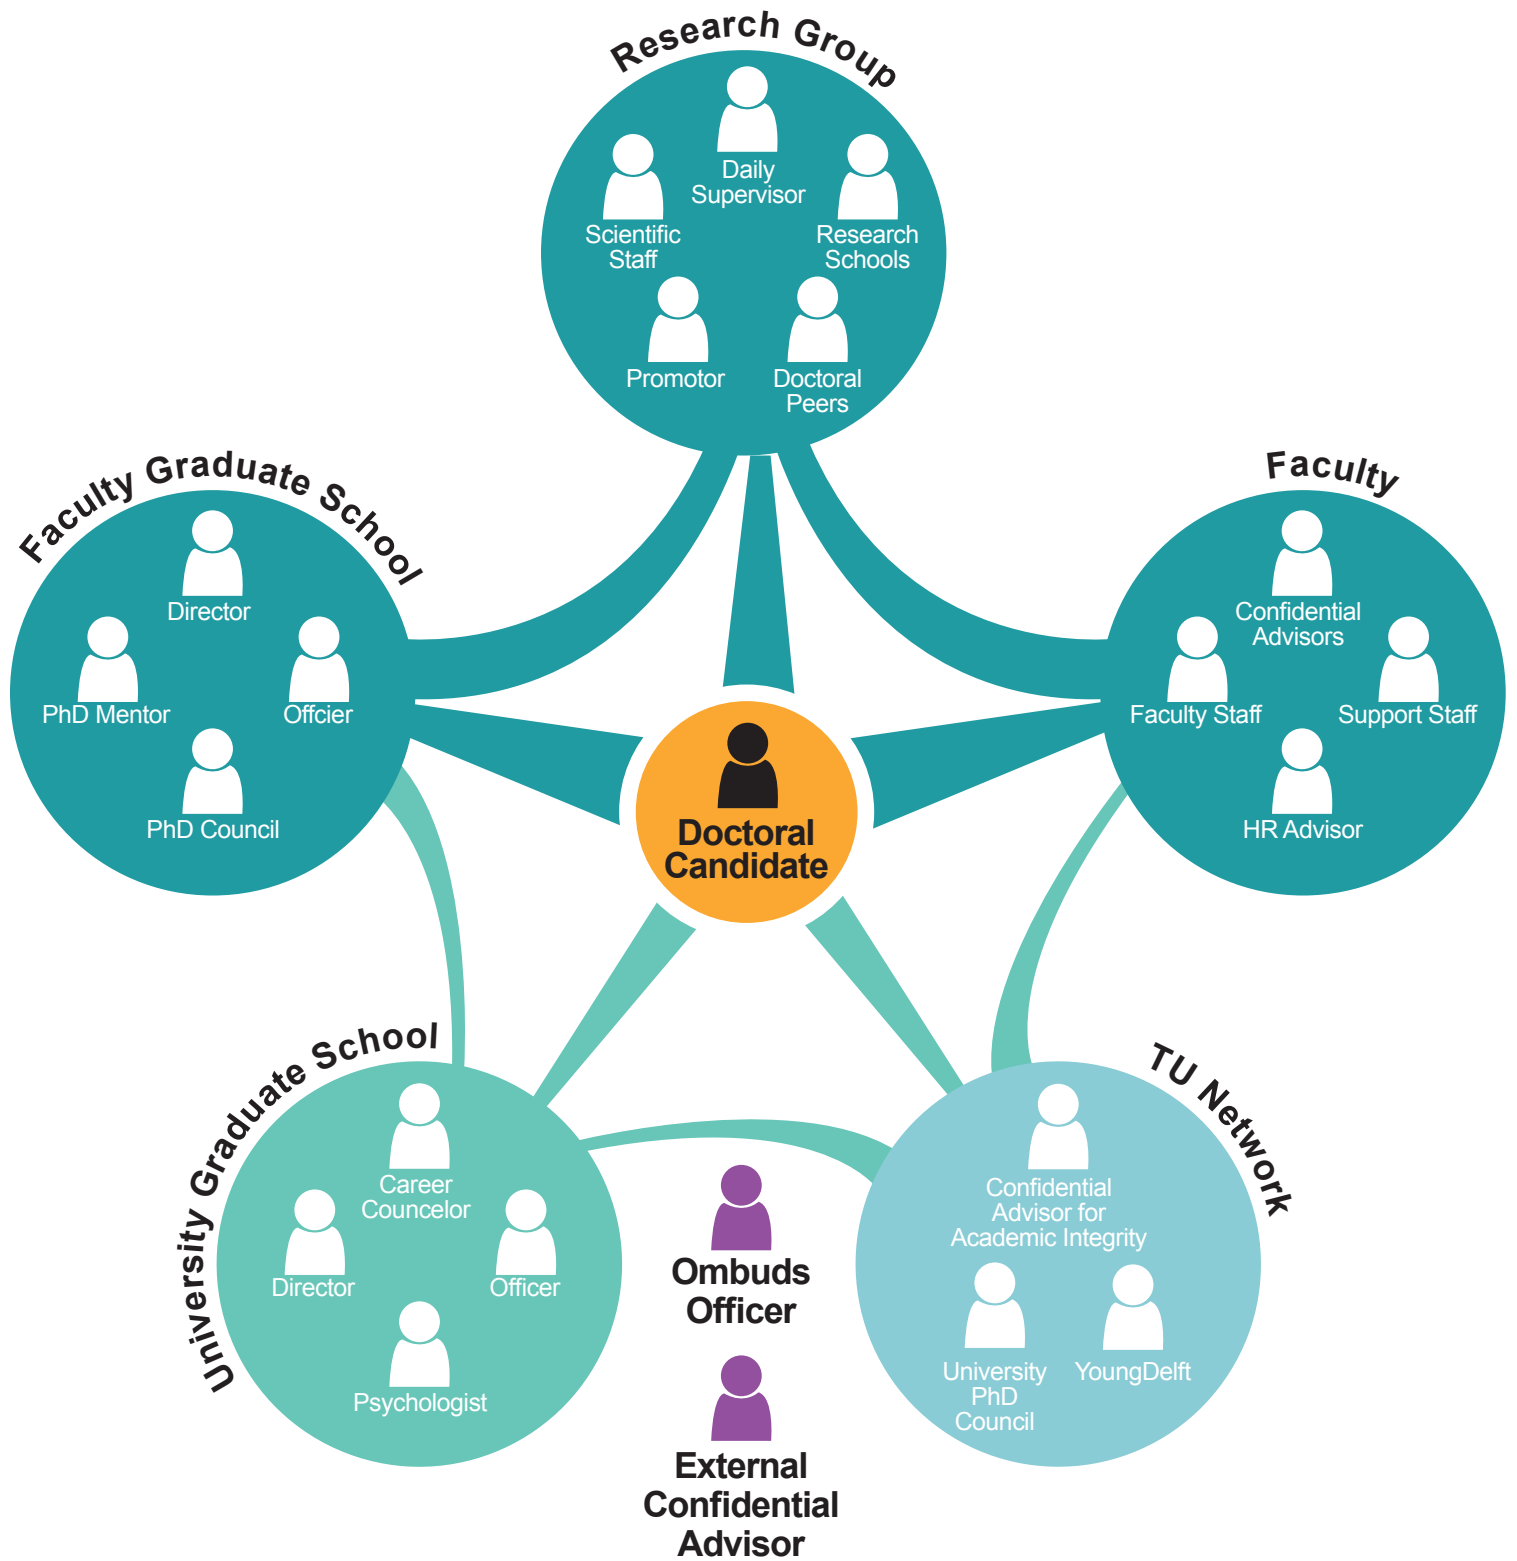 Research Group
Daily
Supervisor
Scientific
Staff
Research
Schools
Promotor
Doctoral
Peers
Faculty Graduate School
Director
PhD Mentor
Offcier
PhD Council
Faculty
Confidential
Advisors
Faculty Staff
Support Staff
HR Advisor
Doctoral
Candidate
University Graduate School
Career
Councelor
Director
Officer
Psychologist
TU Network
Confidential
Advisor for
Academic Integrity
University
PhD
Council
YoungDelft
Ombuds
Officer
External
Confidential
Advisor